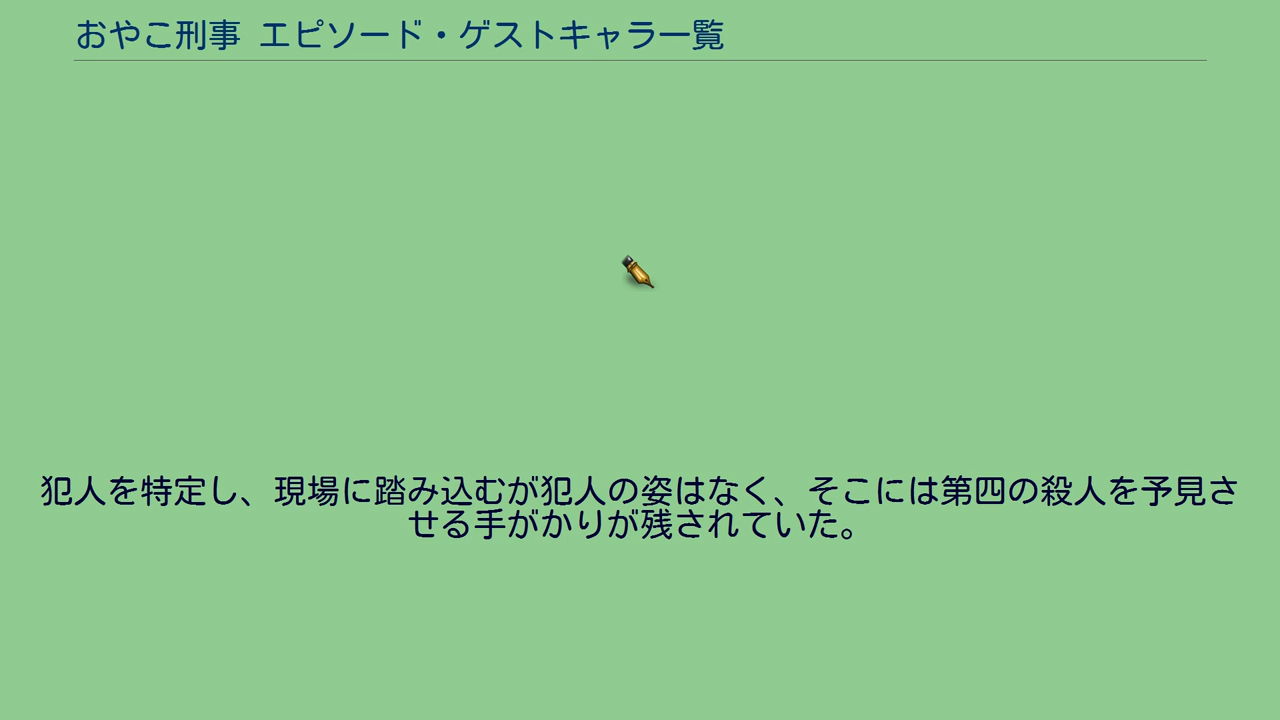 おやこ刑事 エピソード・ゲストキャラ一覧
犯人を特定し、現場に踏み込むが犯人の姿はなく、そこには第四の殺人を予見さ
せる手がかりが残されていた。